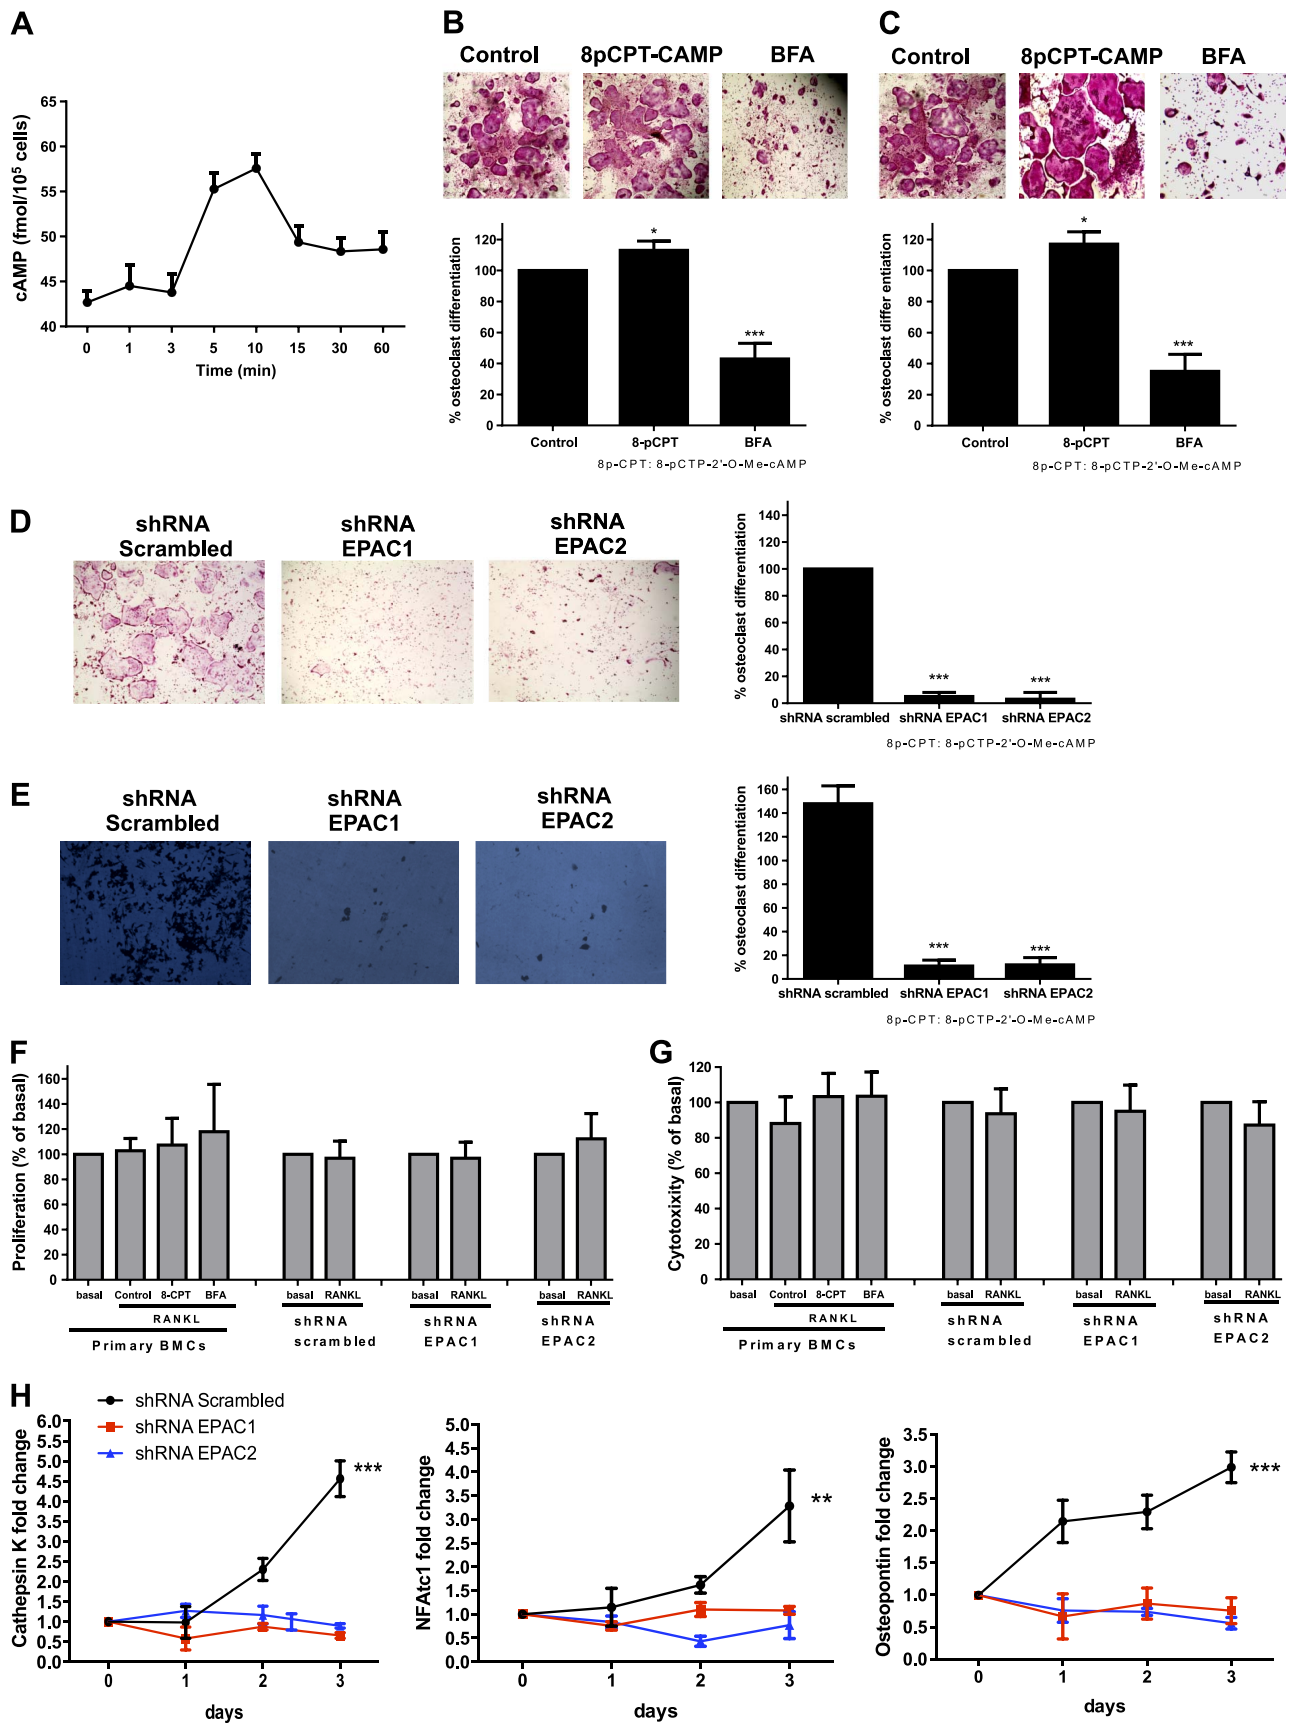 A
cAMP (fmol/10⁵ cells)
65
60
55
50
45
40
0 1 3 5 10 15 30 60
Time (min)
B
Control 8pCPT-CAMP BFA
% osteoclast differentiation
120
100
80
60
40
20
0
*
***
Control 8-pCPT BFA
8p-CPT: 8-pCTP-2'-O-Me-cAMP
C
Control 8pCPT-CAMP BFA
% osteoclast differ entiation
120
100
80
60
40
20
0
*
***
Control 8-pCPT BFA
8p-CPT: 8-pCTP-2'-O-Me-cAMP
D
shRNA Scrambled
shRNA EPAC1
shRNA EPAC2
% osteoclast differentiation
140
120
100
80
60
40
20
0
*** ***
shRNA scrambled shRNA EPAC1 shRNA EPAC2
8p-CPT: 8-pCTP-2'-O-Me-cAMP
E
shRNA Scrambled
shRNA EPAC1
shRNA EPAC2
% osteoclast differentiation
160
140
120
100
80
60
40
20
0
*** ***
shRNA scrambled shRNA EPAC1 shRNA EPAC2
8p-CPT: 8-pCTP-2'-O-Me-cAMP
F
Proliferation (% of basal)
160
140
120
100
80
60
40
20
0
basal Control 8-CPT BFA basal RANKL basal RANKL basal RANKL
RANKL
Primary BMCs
shRNA scrambled
shRNA EPAC1
shRNA EPAC2
G
Cytotoxixity (% of basal)
120
100
80
60
40
20
0
basal Control 8-CPT BFA basal RANKL basal RANKL basal RANKL
RANKL
Primary BMCs
shRNA scrambled
shRNA EPAC1
shRNA EPAC2
H
shRNA Scrambled
shRNA EPAC1
shRNA EPAC2
Cathepsin K fold change
6.0
5.5
5.0
4.5
4.0
3.5
3.0
2.5
2.0
1.5
1.0
0.5
0.0
***
0 1 2 3
days
NFAtc1 fold change
5.0
4.5
4.0
3.5
3.0
2.5
2.0
1.5
1.0
0.5
0.0
**
0 1 2 3
days
Osteopontin fold change
3.5
3.0
2.5
2.0
1.5
1.0
0.5
0.0
***
0 1 2 3
days